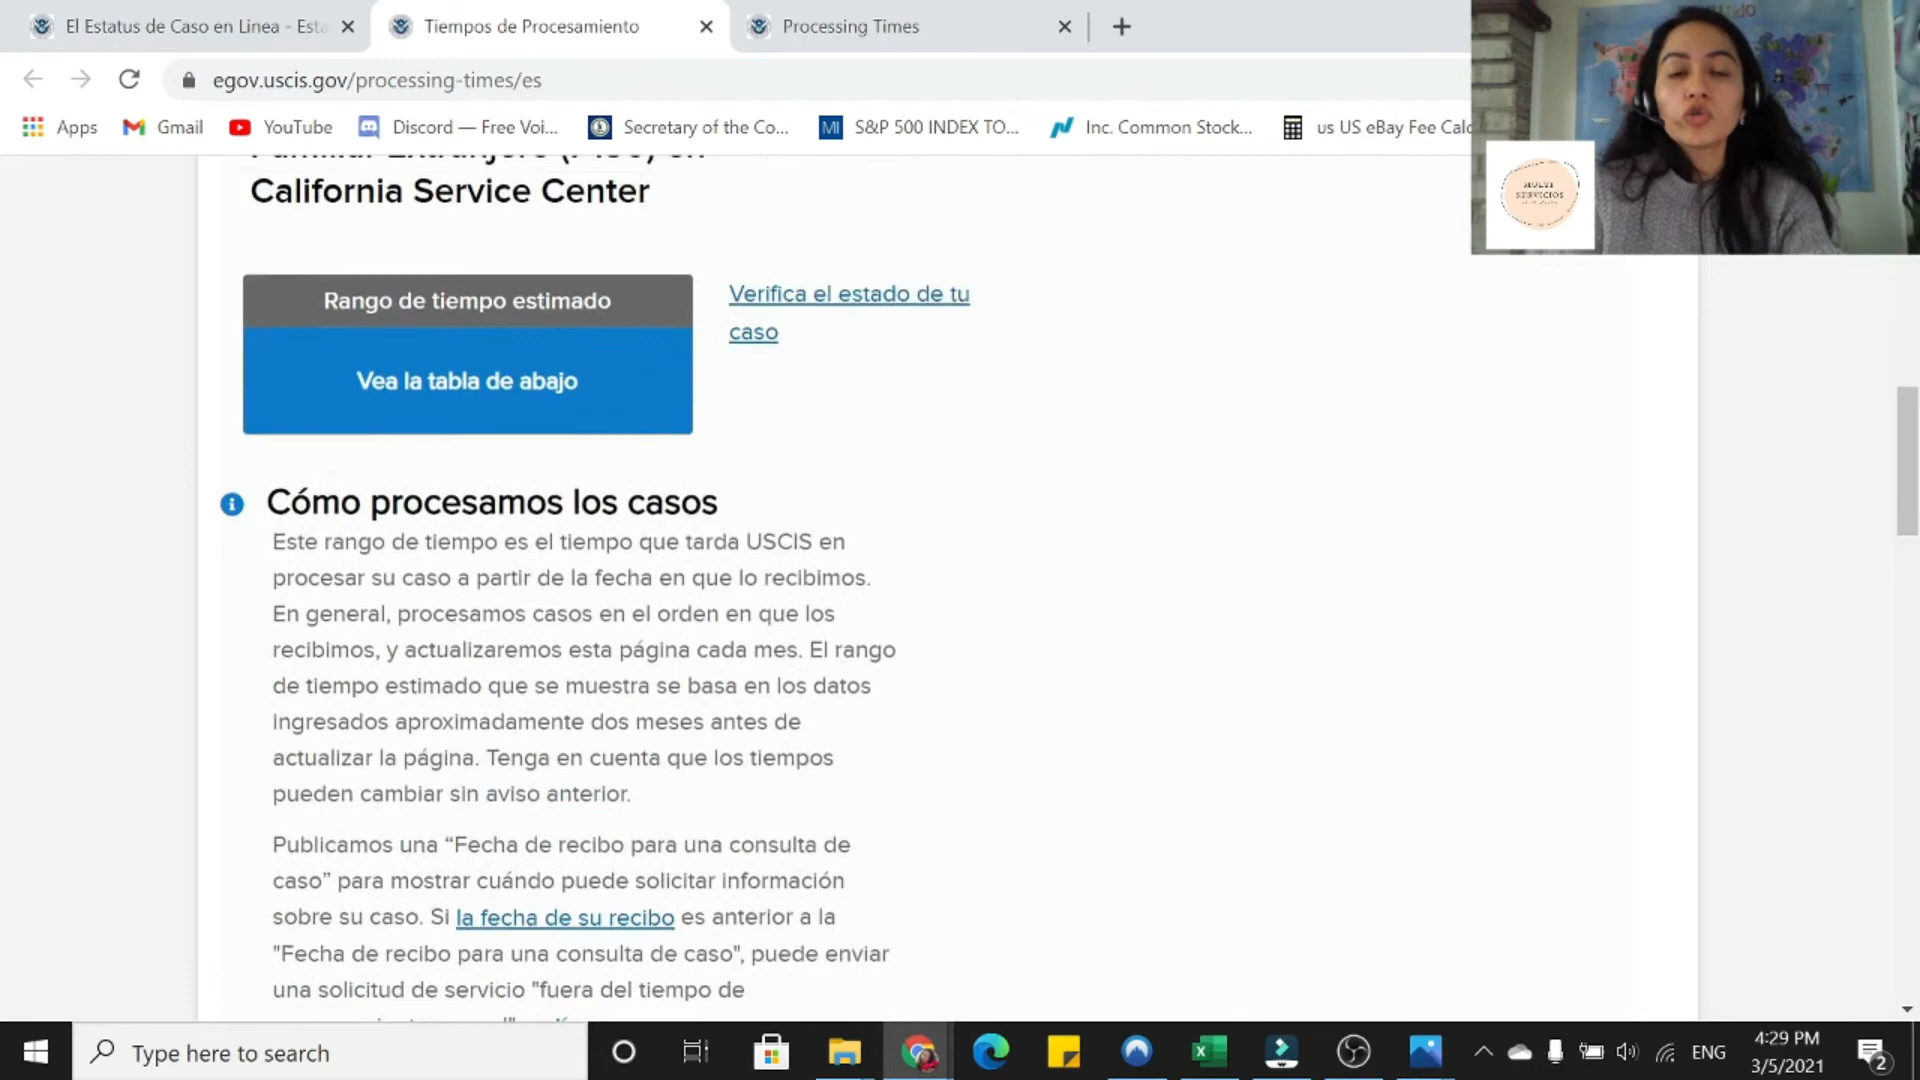 El Estatus de Caso en Linea - Esta
Tiempos de Procesamiento
Processing Times
egov.uscis.gov/processing-times/es
Apps
Gmail
YouTube
Discord — Free Voi...
Secretary of the Co...
MI
S&P 500 INDEX TO...
Inc. Common Stock...
us US eBay Fee Calc
MULTI
SERVICIOS
California Service Center
Rango de tiempo estimado
Vea la tabla de abajo
Verifica el estado de tu
caso
Cómo procesamos los casos
Este rango de tiempo es el tiempo que tarda USCIS en
procesar su caso a partir de la fecha en que lo recibimos.
En general, procesamos casos en el orden en que los
recibimos, y actualizaremos esta página cada mes. El rango
de tiempo estimado que se muestra se basa en los datos
ingresados aproximadamente dos meses antes de
actualizar la página. Tenga en cuenta que los tiempos
pueden cambiar sin aviso anterior.
Publicamos una “Fecha de recibo para una consulta de
caso” para mostrar cuándo puede solicitar información
sobre su caso. Si la fecha de su recibo es anterior a la
"Fecha de recibo para una consulta de caso", puede enviar
una solicitud de servicio "fuera del tiempo de
Type here to search
ENG
4:29 PM
3/5/2021
2